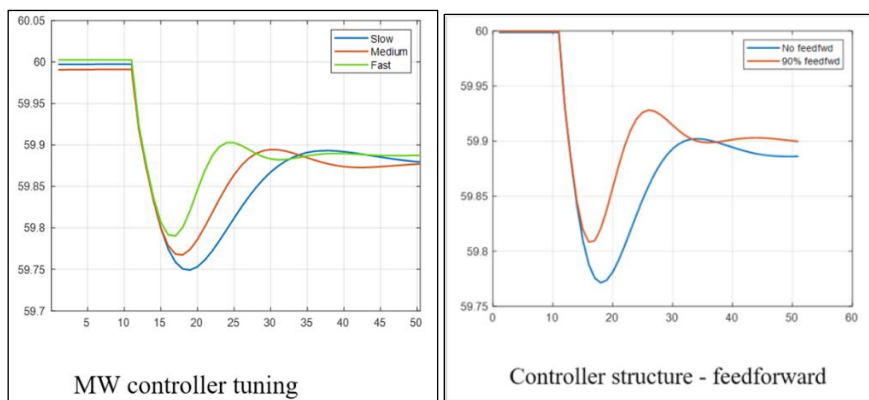 60.05
60
59.95
59.9
59.85
59.8
59.75
59.7
5 10 15 20 25 30 35 40 45 50
Slow
Medium
Fast
MW controller tuning
60
59.95
59.9
59.85
59.8
59.75
0 10 20 30 40 50 60
No feedfwd
90% feedfwd
Controller structure - feedforward